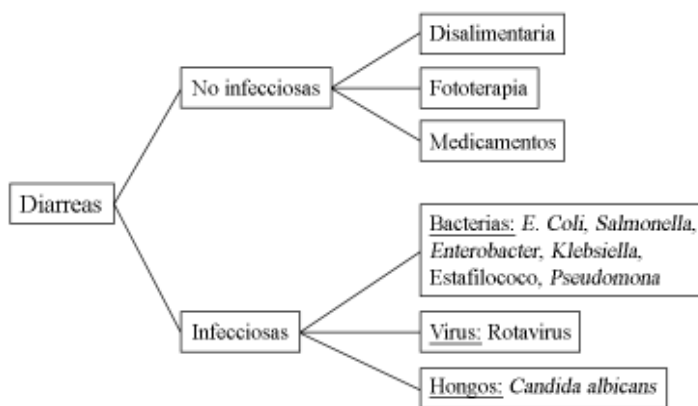 Diarreas
No infecciosas
Disalimentaria
Fototerapia
Medicamentos
Infecciosas
Bacterias: E. Coli, Salmonella,
Enterobacter, Klebsiella,
Estafilococo, Pseudomona
Virus: Rotavirus
Hongos: Candida albicans